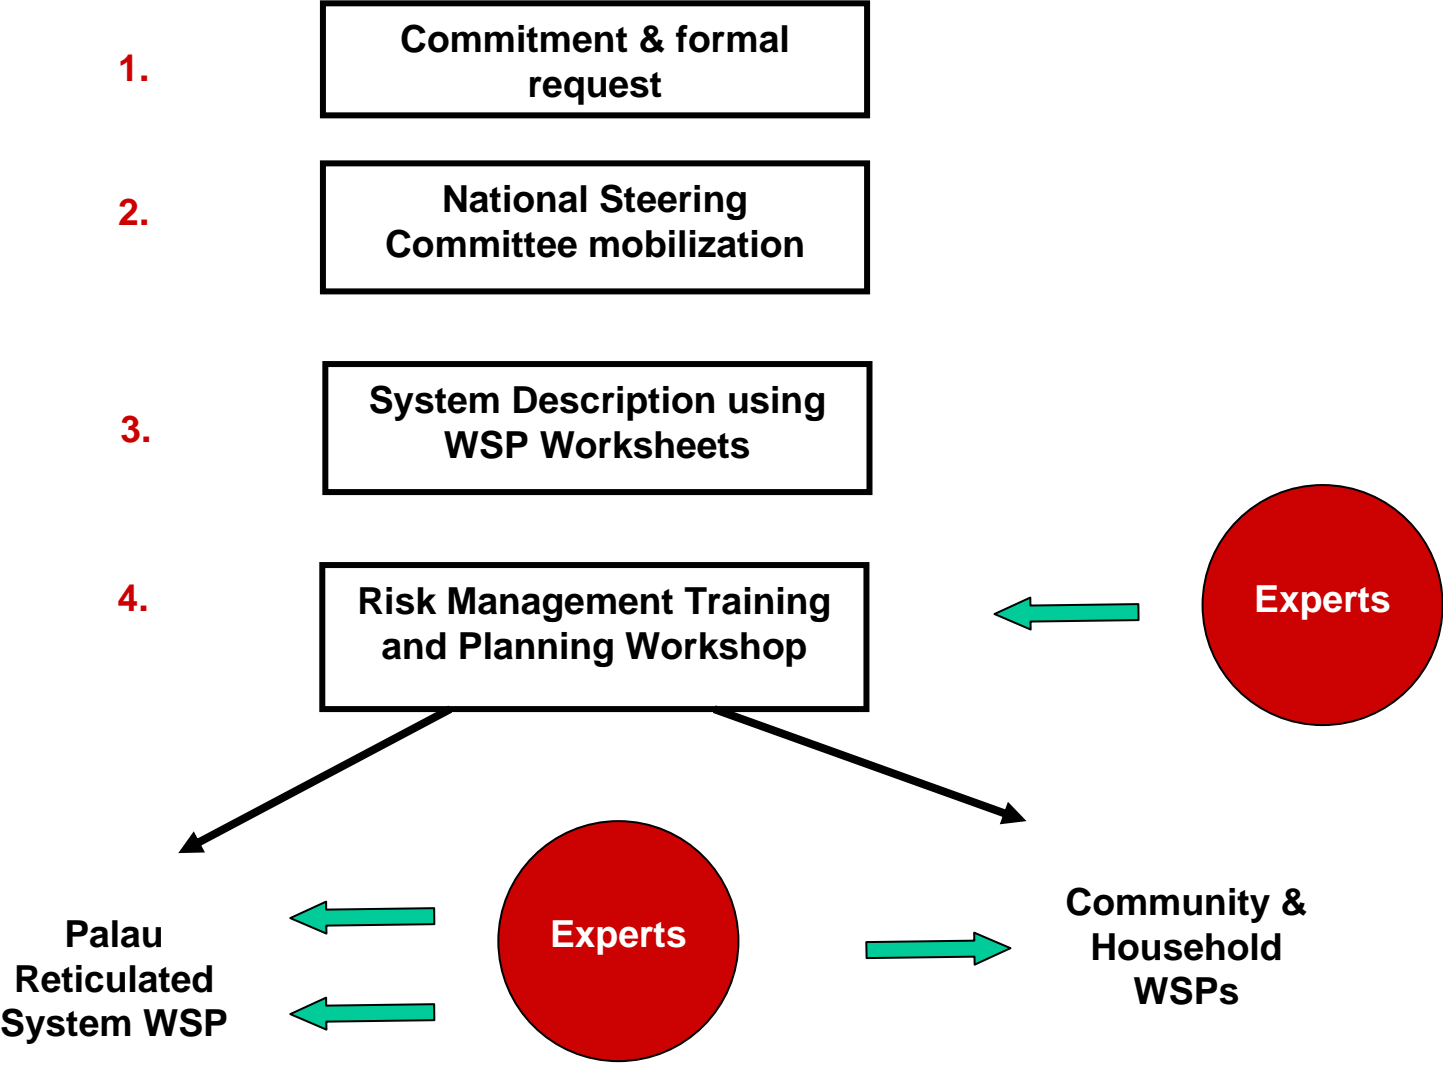 1.
Commitment & formal
request
2.
National Steering
Committee mobilization
3.
System Description using
WSP Worksheets
4.
Risk Management Training
and Planning Workshop
Experts
Palau
Reticulated
System WSP
Experts
Community &
Household
WSPs